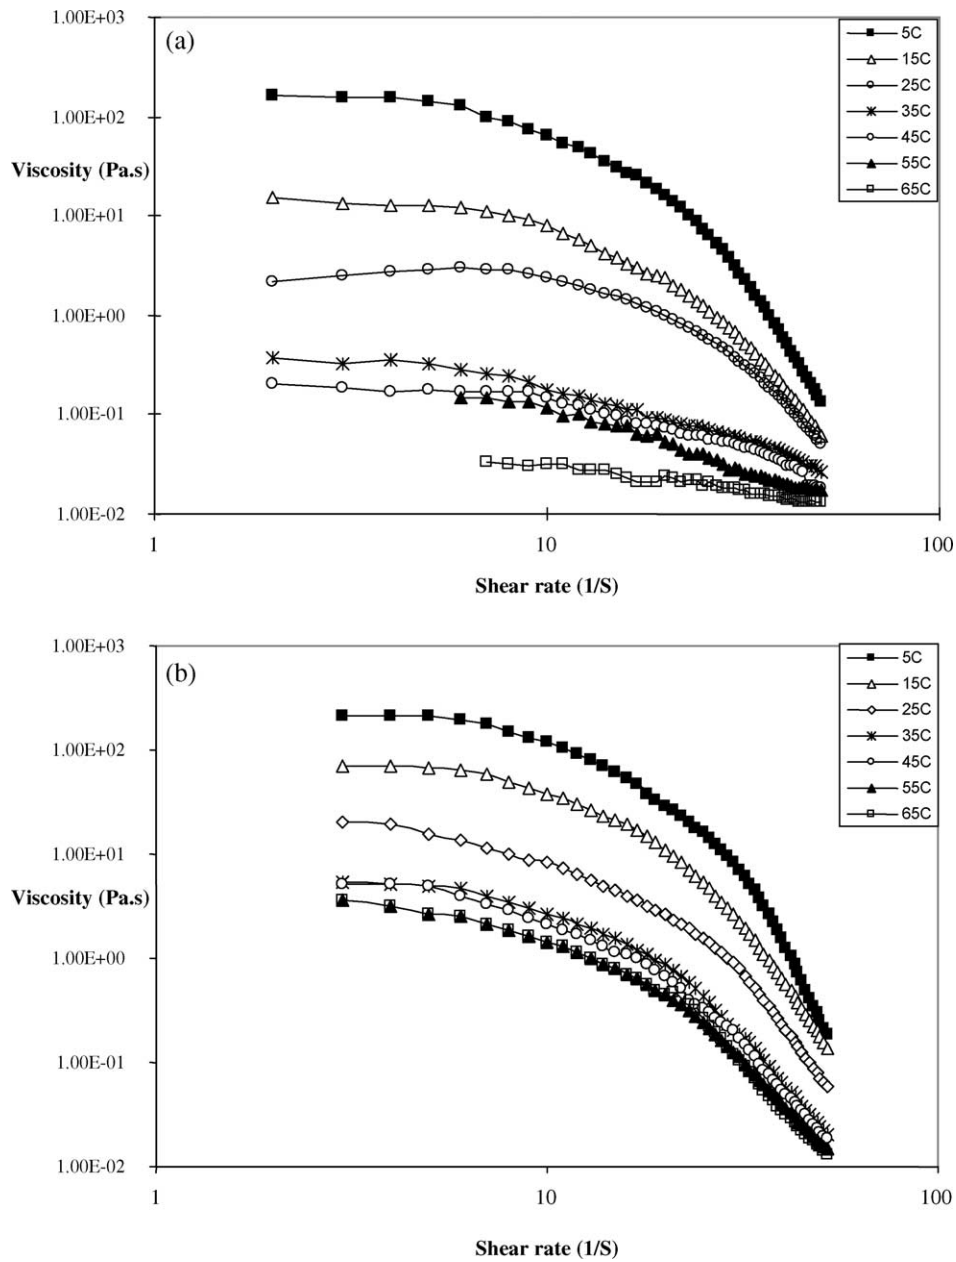 1.00E+03
(a)
5C
15C
25C
35C
45C
55C
65C
1.00E+02
Viscosity (Pa.s)
1.00E+01
1.00E+00
1.00E-01
1.00E-02
1
10
100
Shear rate (1/S)
1.00E+03
(b)
5C
15C
25C
35C
45C
55C
65C
1.00E+02
1.00E+01
Viscosity (Pa.s)
1.00E+00
1.00E-01
1.00E-02
1
10
100
Shear rate (1/S)